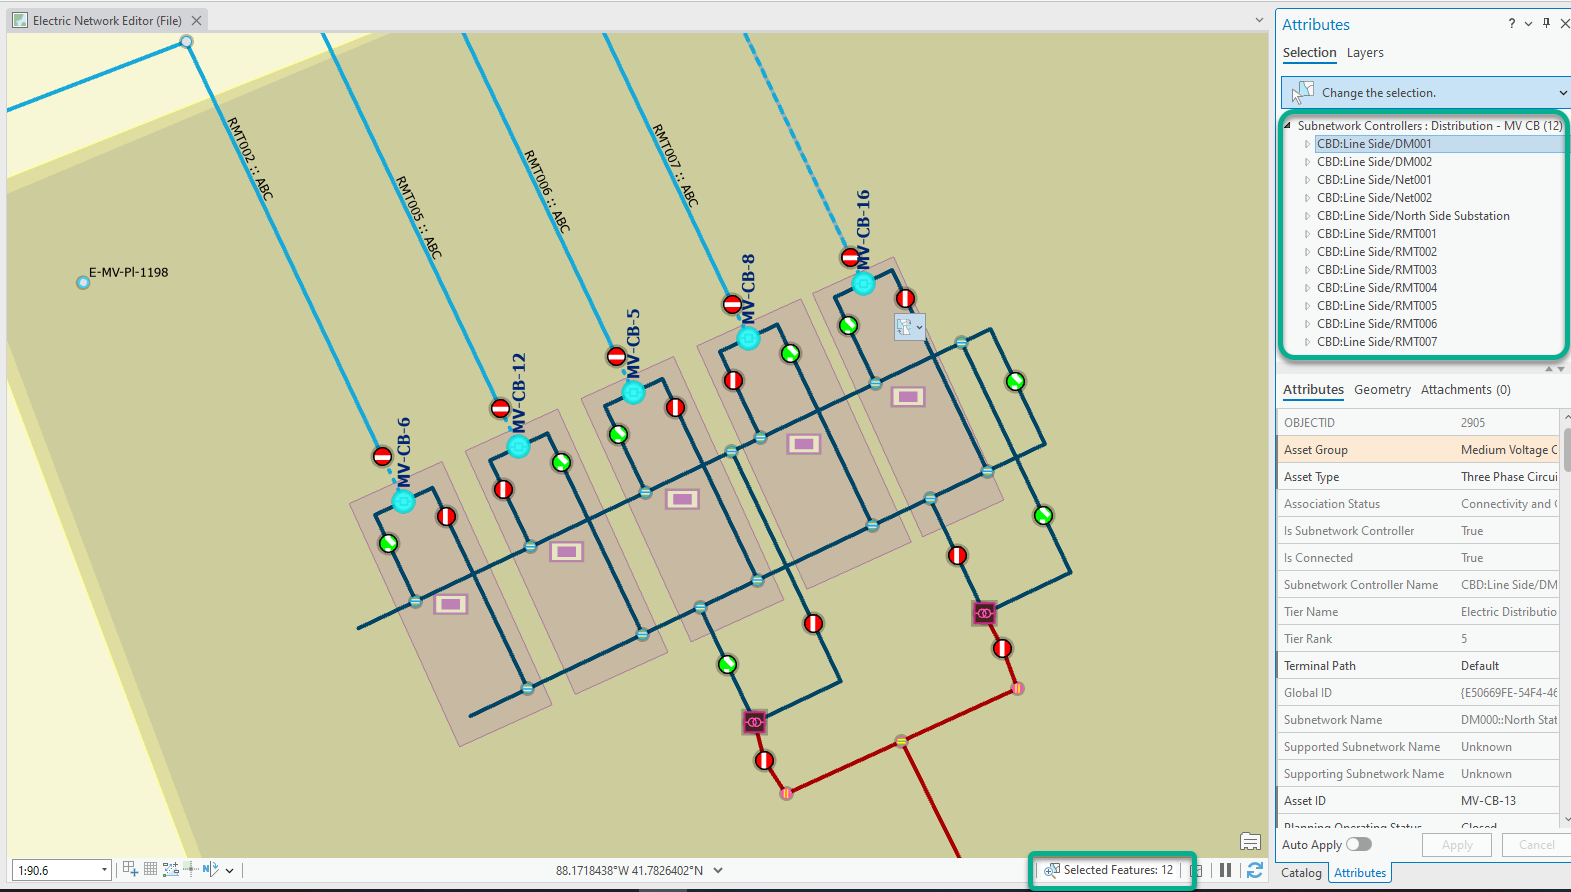 Electric Network Editor (File)
RMT002 :: ABC
RMT005 :: ABC
RMT006 :: ABC
RMT007 :: ABC
E-MV-PI-1198
MV-CB-6
MV-CB-12
MV-CB-5
MV-CB-8
MV-CB-16
1:90.6
88.1718438°W 41.7826402°N
Selected Features: 12
Attributes
Selection Layers
Change the selection.
Subnetwork Controllers : Distribution - MV CB (12)
CBD:Line Side/DM001
CBD:Line Side/DM002
CBD:Line Side/Net001
CBD:Line Side/Net002
CBD:Line Side/North Side Substation
CBD:Line Side/RMT001
CBD:Line Side/RMT002
CBD:Line Side/RMT003
CBD:Line Side/RMT004
CBD:Line Side/RMT005
CBD:Line Side/RMT006
CBD:Line Side/RMT007
Attributes Geometry Attachments (0)
OBJECTID 2905
Asset Group Medium Voltage C
Asset Type Three Phase Circui
Association Status Connectivity and
Is Subnetwork Controller True
Is Connected True
Subnetwork Controller Name CBD:Line Side/DM
Tier Name Electric Distributio
Tier Rank 5
Terminal Path Default
Global ID {E50669FE-54F4-46
Subnetwork Name DM000::North Stat
Supported Subnetwork Name Unknown
Supporting Subnetwork Name Unknown
Asset ID MV-CB-13
Planning Operating Status Closed
Auto Apply Apply Cancel
Catalog Attributes